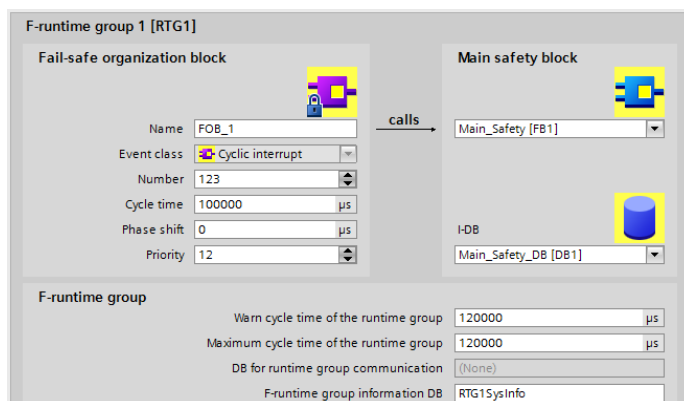 F-runtime group 1 [RTG1]
Fail-safe organization block
Name FOB_1
Event class Cyclic interrupt
Number 123
Cycle time 100000 µs
Phase shift 0 µs
Priority 12
calls
Main safety block
Main_Safety [FB1]
I-DB
Main_Safety_DB [DB1]
F-runtime group
Warn cycle time of the runtime group 120000 µs
Maximum cycle time of the runtime group 120000 µs
DB for runtime group communication (None)
F-runtime group information DB RTG1SysInfo